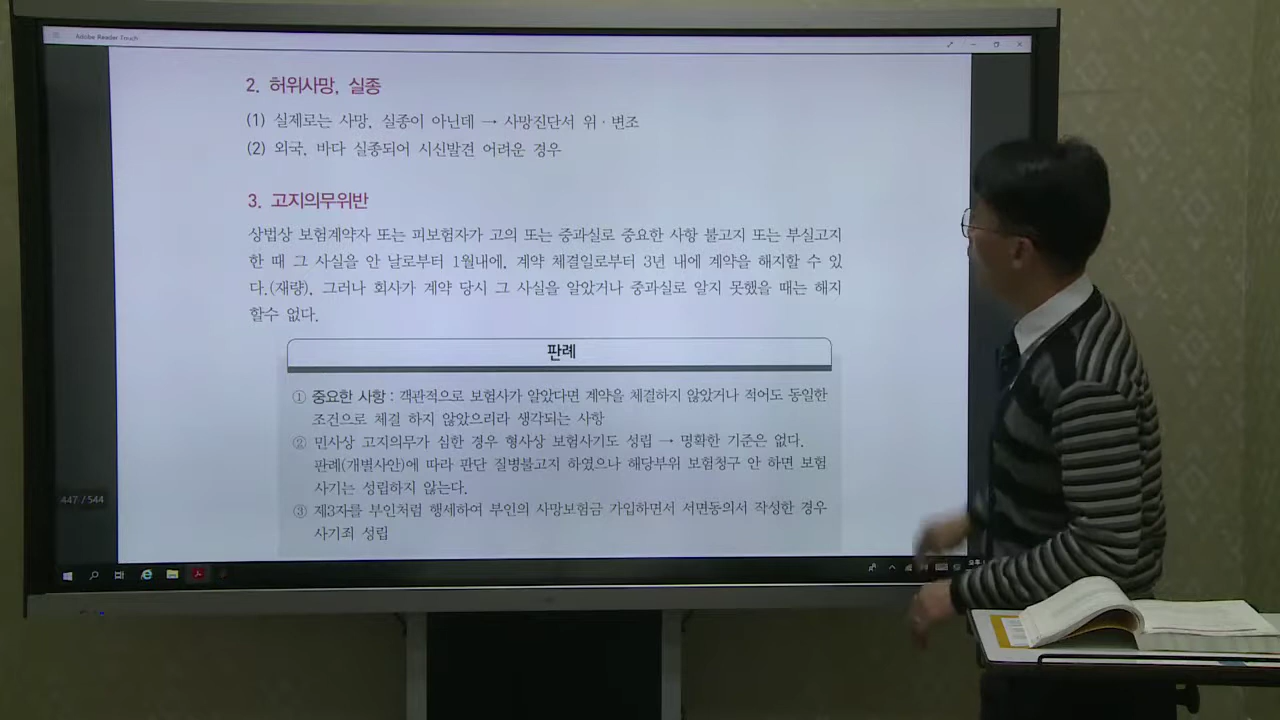 Adobe Reader Touch
2. 허위사망, 실종
(1) 실제로는 사망, 실종이 아닌데 → 사망진단서 위·변조
(2) 외국, 바다 실종되어 시신발견 어려운 경우
3. 고지의무위반
상법상 보험계약자 또는 피보험자가 고의 또는 중과실로 중요한 사항 불고지 또는 부실고지
한 때 그 사실을 안 날로부터 1월내에, 계약 체결일로부터 3년 내에 계약을 해지할 수 있
다.(재량). 그러나 회사가 계약 당시 그 사실을 알았거나 중과실로 알지 못했을 때는 해지
할수 없다.
판례
① 중요한 사항 : 객관적으로 보험사가 알았다면 계약을 체결하지 않았거나 적어도 동일한
조건으로 체결 하지 않았으리라 생각되는 사항
② 민사상 고지의무가 심한 경우 형사상 보험사기도 성립 → 명확한 기준은 없다.
판례(개별사안)에 따라 판단 질병불고지 하였으나 해당부위 보험청구 안 하면 보험
사기는 성립하지 않는다.
③ 제3자를 부인처럼 행세하여 부인의 사망보험금 가입하면서 서면동의서 작성한 경우
사기죄 성립
447 / 544